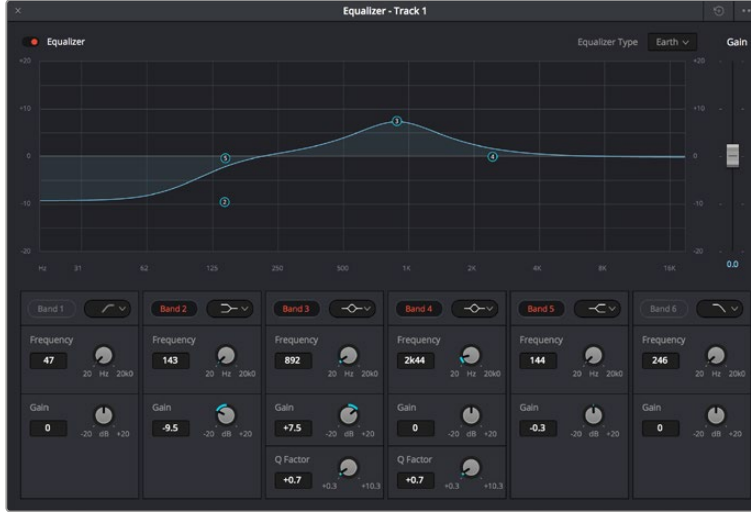 Equalizer - Track 1
Equalizer
Equalizer Type Earth Gain
+20 +20
+10 +10
5 3 4
0 0
2
-10 -10
-20 -20
Hz 31 62 125 250 500 1K 2K 4K 8K 16K
0.0
Band 1 Band 2 Band 3 Band 4 Band 5 Band 6
Frequency Frequency Frequency Frequency Frequency Frequency
47 143 892 2k44 144 246
20 Hz 20k0 20 Hz 20k0 20 Hz 20k0 20 Hz 20k0 20 Hz 20k0 20 Hz 20k0
Gain Gain Gain Gain Gain Gain
0 -9.5 +7.5 0 -0.3 0
-20 dB +20 -20 dB +20 -20 dB +20 -20 dB +20 -20 dB +20 -20 dB +20
Q Factor Q Factor
+0.7 +0.7
+0.3 +10.3 +0.3 +10.3